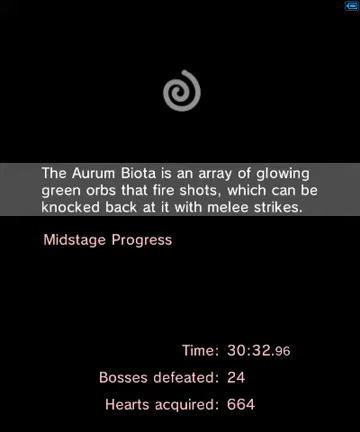 The Aurum Biota is an array of glowing
green orbs that fire shots, which can be
knocked back at it with melee strikes.
Midstage Progress
Time: 30:32.96
Bosses defeated: 24
Hearts acquired: 664